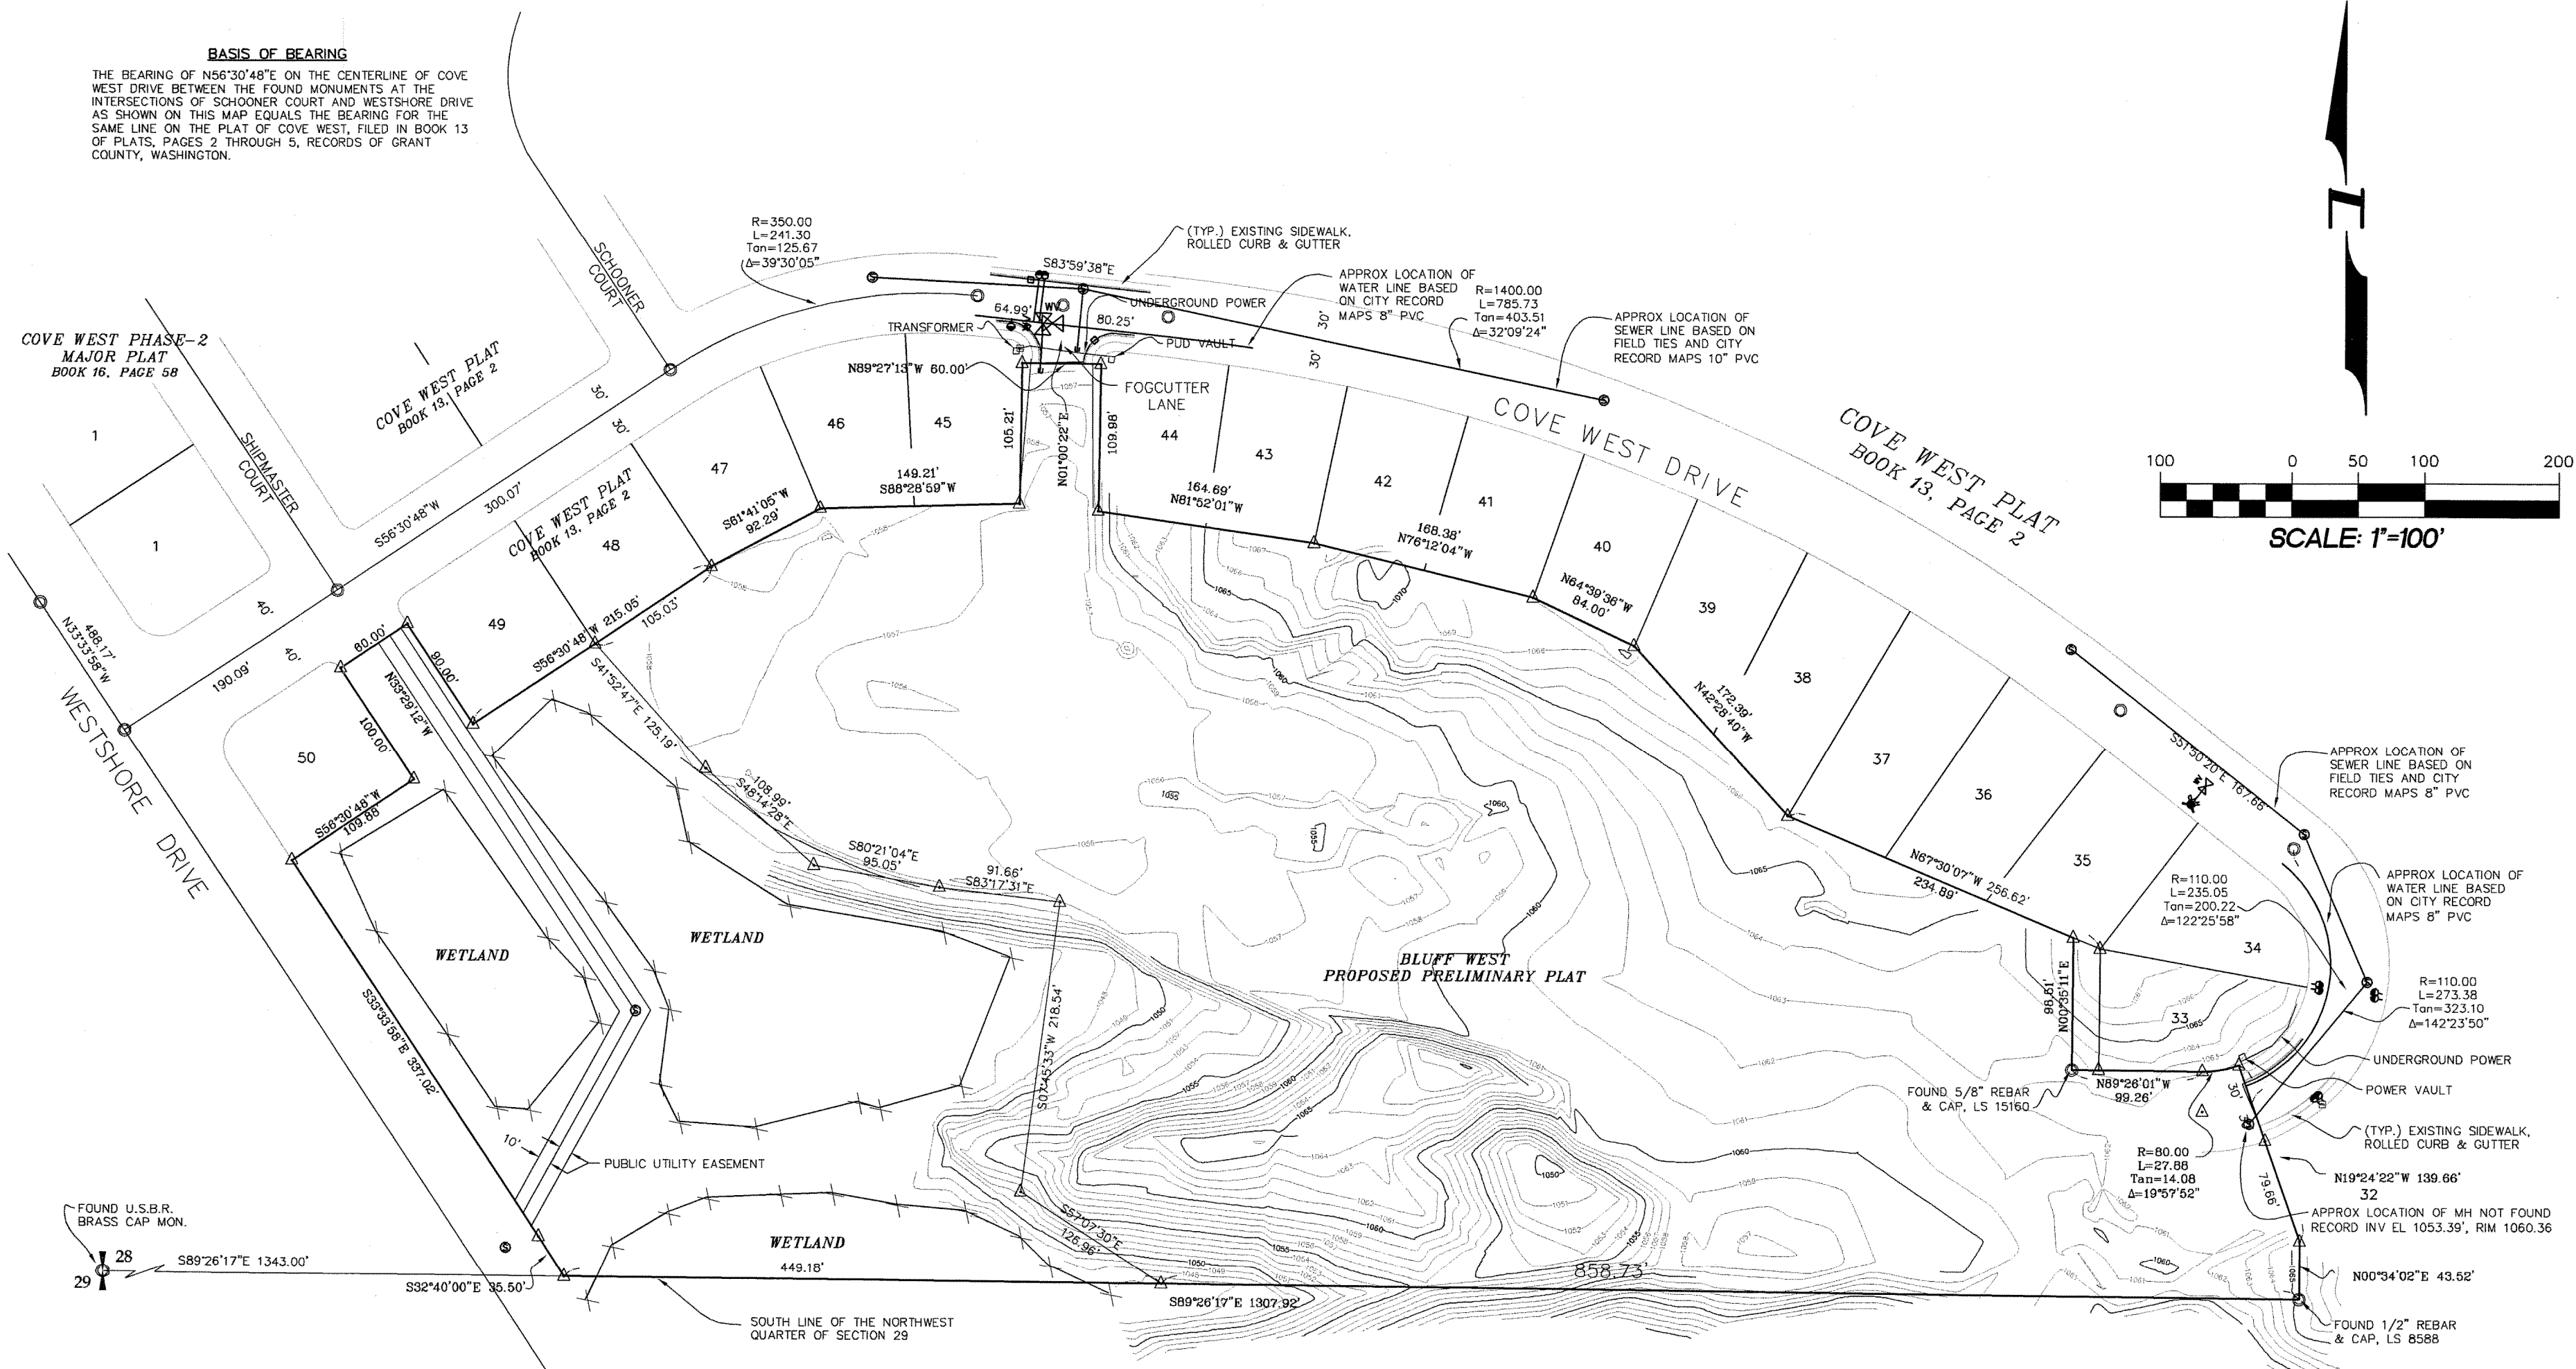 BASIS OF BEARING
THE BEARING OF N56°30'48"E ON THE CENTERLINE OF COVE
WEST DRIVE BETWEEN THE FOUND MONUMENTS AT THE
INTERSECTIONS OF SCHOONER COURT AND WESTSHORE DRIVE
AS SHOWN ON THIS MAP EQUALS THE BEARING FOR THE
SAME LINE ON THE PLAT OF COVE WEST, FILED IN BOOK 13
OF PLATS, PAGES 2 THROUGH 5, RECORDS OF GRANT
COUNTY, WASHINGTON.
COVE WEST PHASE-2
MAJOR PLAT
BOOK 16, PAGE 58
1
1
SHIPMASTER
COURT
COVE WEST PLAT
BOOK 13, PAGE 2
SCHOONER
COURT
R=350.00
L=241.30
Tan=125.67
Δ=39°30'05"
S83°59'38"E
(TYP.) EXISTING SIDEWALK,
ROLLED CURB & GUTTER
64.99'
WV
UNDERGROUND POWER
80.25'
TRANSFORMER
PUD VAULT
APPROX LOCATION OF
WATER LINE BASED
ON CITY RECORD
MAPS 8" PVC
R=1400.00
L=785.73
Tan=403.51
Δ=32°09'24"
30'
30'
APPROX LOCATION OF
SEWER LINE BASED ON
FIELD TIES AND CITY
RECORD MAPS 10" PVC
N89°27'13"W 60.00'
FOGCUTTER
LANE
105.21'
N01°00'22"E
109.98'
COVE WEST DRIVE
COVE WEST PLAT
BOOK 13, PAGE 2
100
0
50
100
200
SCALE: 1"=100'
S56°30'48"W
300.07'
30'
30'
40'
40'
190.09'
488.17'
N33°33'58"W
WESTSHORE DRIVE
COVE WEST PLAT
BOOK 13, PAGE 2
50
49
48
47
46
45
44
43
42
41
40
39
38
37
36
35
34
33
32
60.00'
80.00'
100.00'
N33°29'12"W
S56°30'48"W
109.88
S56°30'48"W 215.05'
105.03'
S61°41'05"W
92.29'
149.21'
S88°28'59"W
164.69'
N81°52'01"W
168.38'
N76°12'04"W
N64°39'36"W
84.00'
172.39'
N42°28'40"W
N67°30'07"W 256.62'
234.89'
S41°52'47"E 125.19'
108.99'
S48°14'28"E
S80°21'04"E
95.05'
91.66'
S83°17'31"E
S07°45'33"W 218.54'
S57°07'30"E
126.96'
S33°33'58"E 337.02'
WETLAND
WETLAND
WETLAND
BLUFF WEST
PROPOSED PRELIMINARY PLAT
S51°50'20"E 167.66'
APPROX LOCATION OF
SEWER LINE BASED ON
FIELD TIES AND CITY
RECORD MAPS 8" PVC
APPROX LOCATION OF
WATER LINE BASED
ON CITY RECORD
MAPS 8" PVC
R=110.00
L=235.05
Tan=200.22
Δ=122°25'58"
R=110.00
L=273.38
Tan=323.10
Δ=142°23'50"
UNDERGROUND POWER
POWER VAULT
(TYP.) EXISTING SIDEWALK,
ROLLED CURB & GUTTER
98.51'
N00°35'11"E
FOUND 5/8" REBAR
& CAP, LS 15160
N89°26'01"W
99.26'
30'
R=80.00
L=27.88
Tan=14.08
Δ=19°57'52"
N19°24'22"W 139.66'
79.66'
APPROX LOCATION OF MH NOT FOUND
RECORD INV EL 1053.39', RIM 1060.36
N00°34'02"E 43.52'
FOUND 1/2" REBAR
& CAP, LS 8588
10'
PUBLIC UTILITY EASEMENT
FOUND U.S.B.R.
BRASS CAP MON.
28
29
S89°26'17"E 1343.00'
S32°40'00"E 35.50'
449.18'
858.73'
S89°26'17"E 1307.92'
SOUTH LINE OF THE NORTHWEST
QUARTER OF SECTION 29